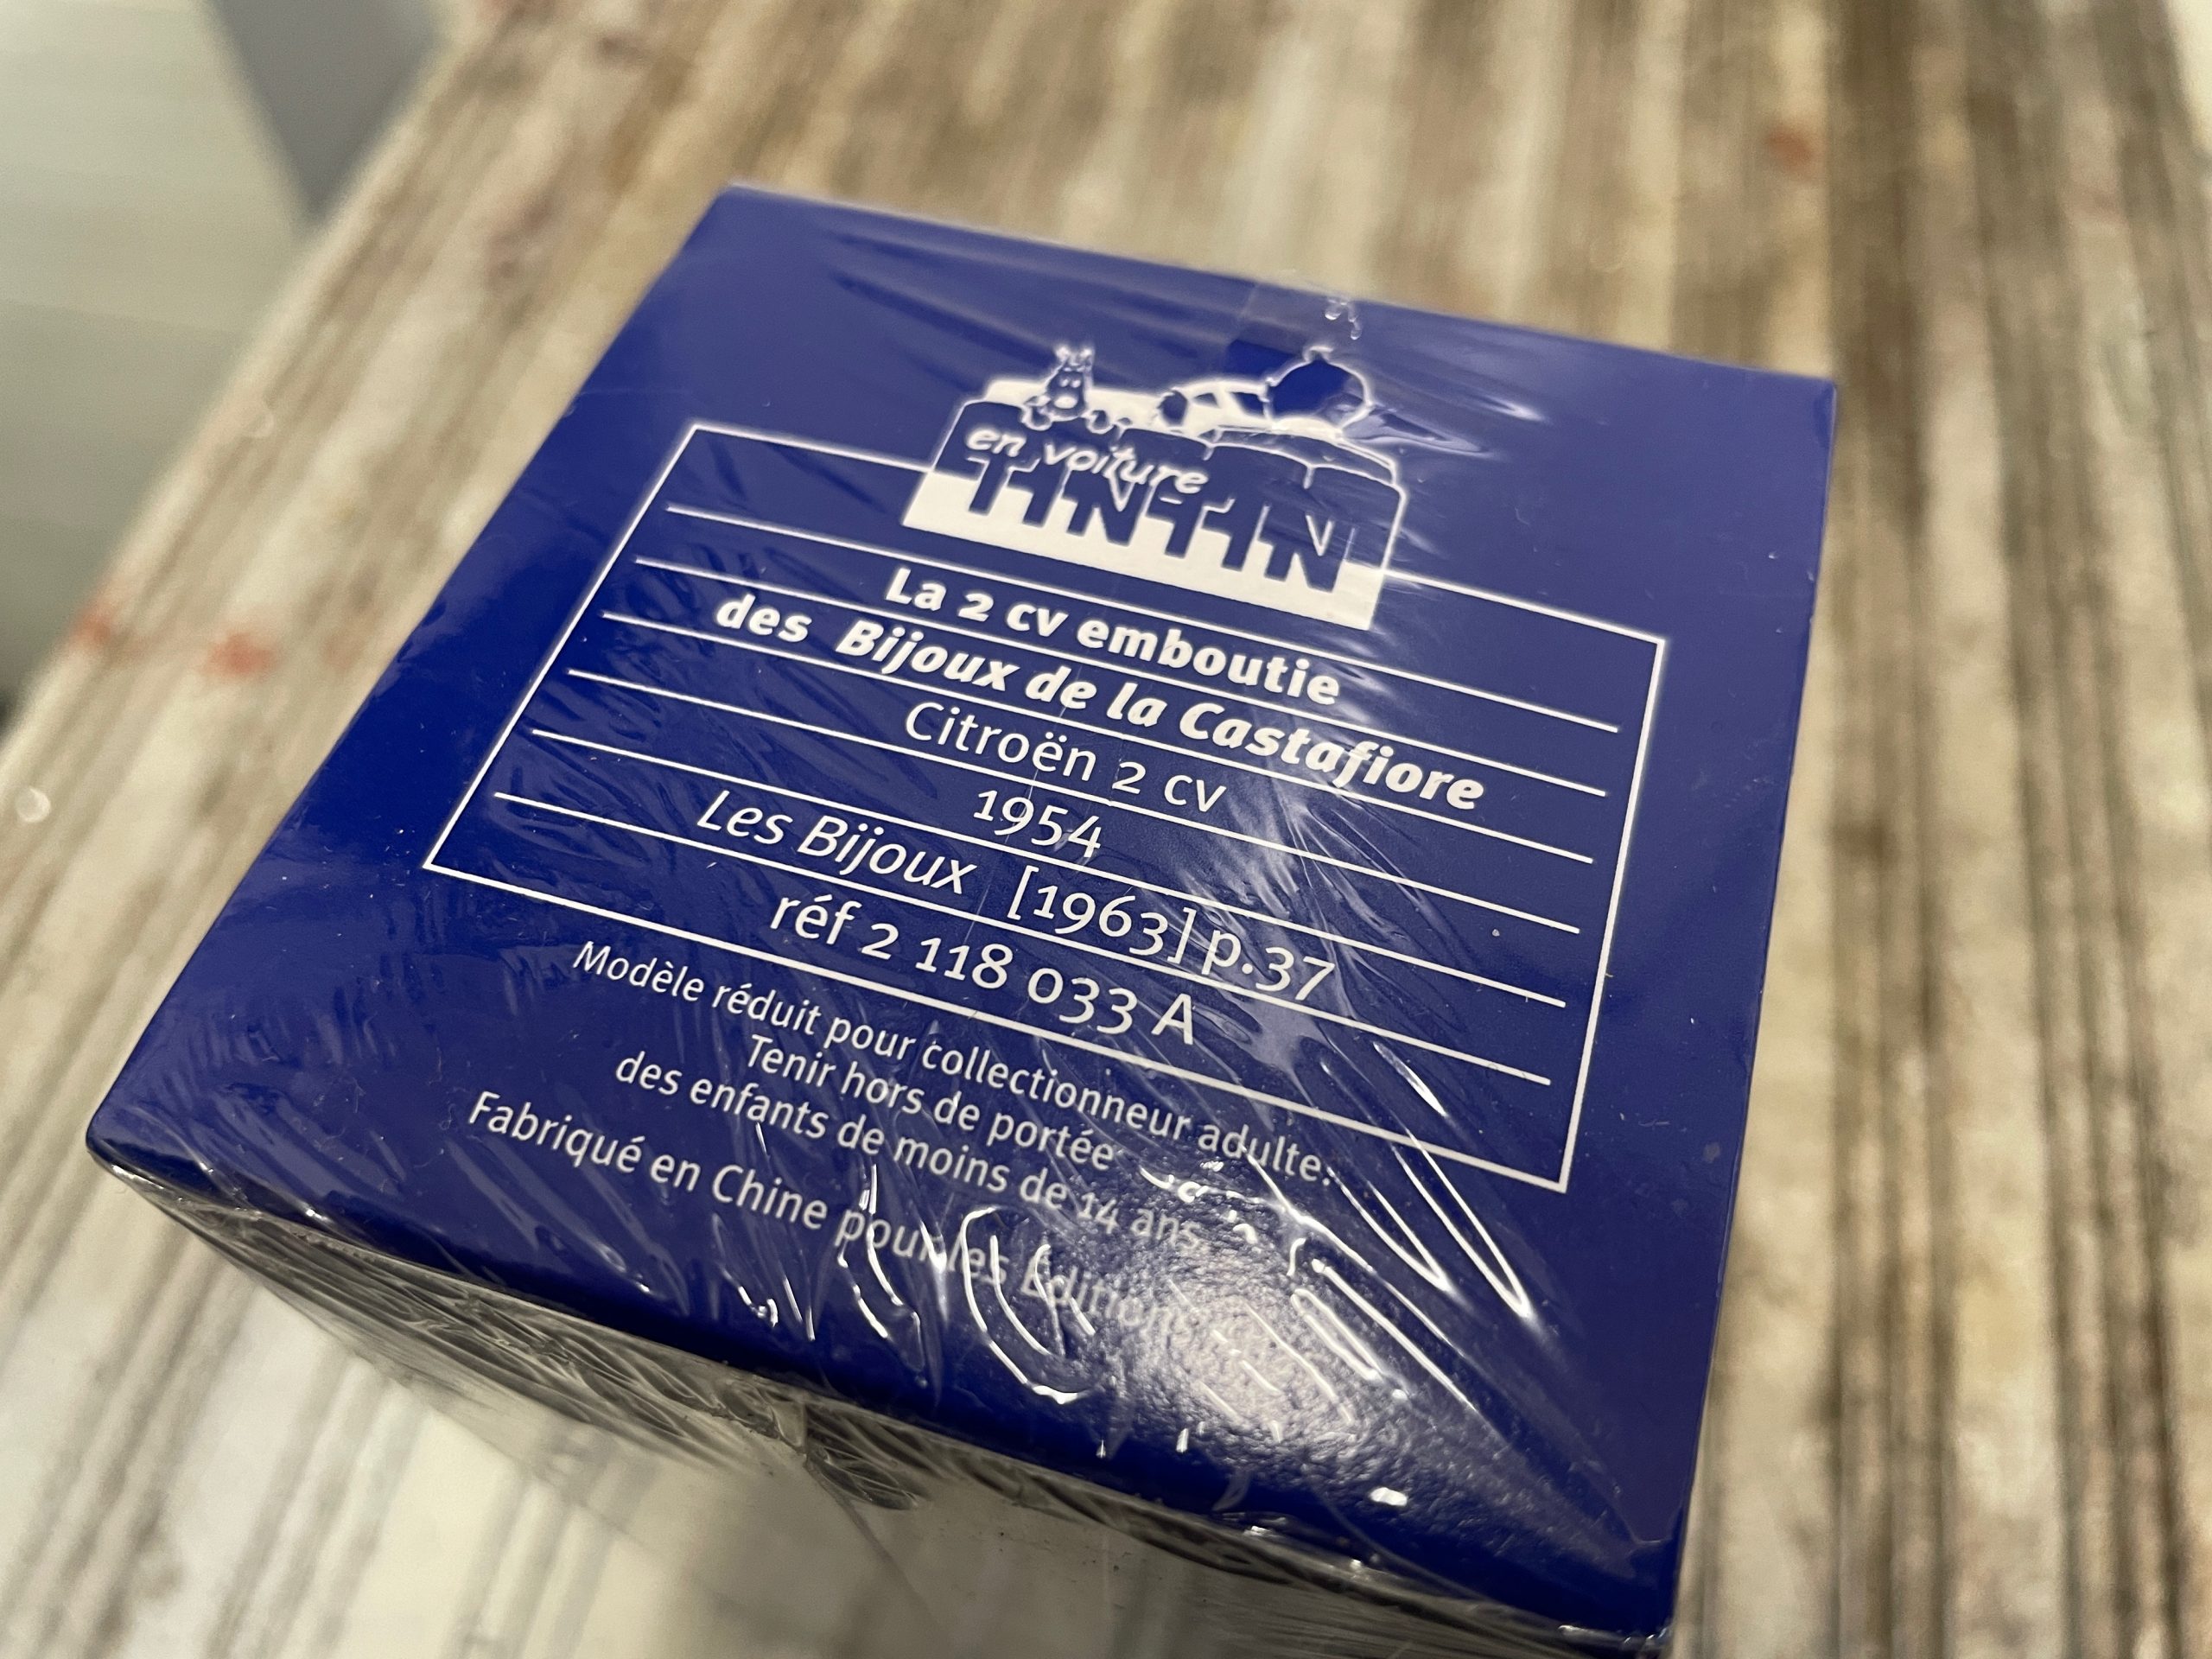 en voiture
TINTIN
La 2 cv emboutie
des Bijoux de la Castafiore
Citroën 2 cv
1954
Les Bijoux [1963] p.37
réf 2 118 033 A
Modèle réduit pour collectionneur adulte.
Tenir hors de portée
des enfants de moins de 14 ans
Fabriqué en Chine pour les Éditions